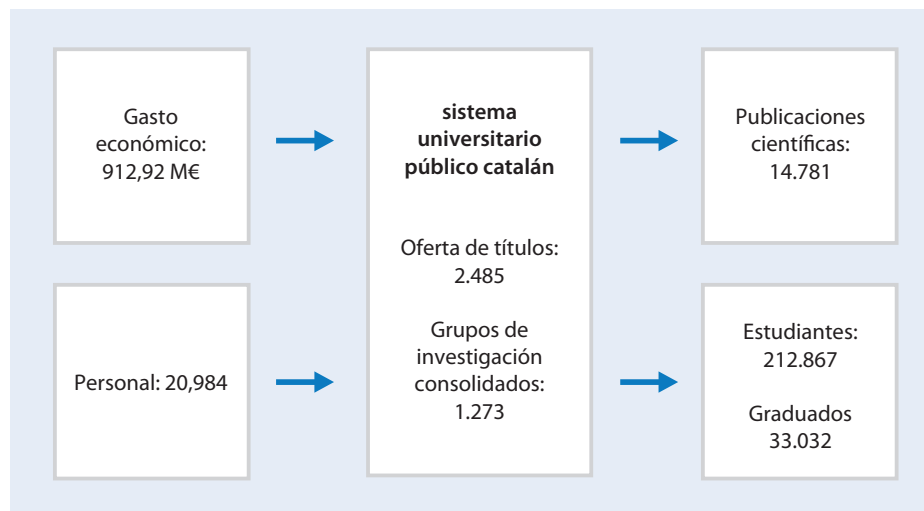 Gasto
económico:
912,92 M€
Personal: 20,984
sistema
universitario
público catalán
Oferta de títulos:
2.485
Grupos de
investigación
consolidados:
1.273
Publicaciones
científicas:
14.781
Estudiantes:
212.867
Graduados
33.032